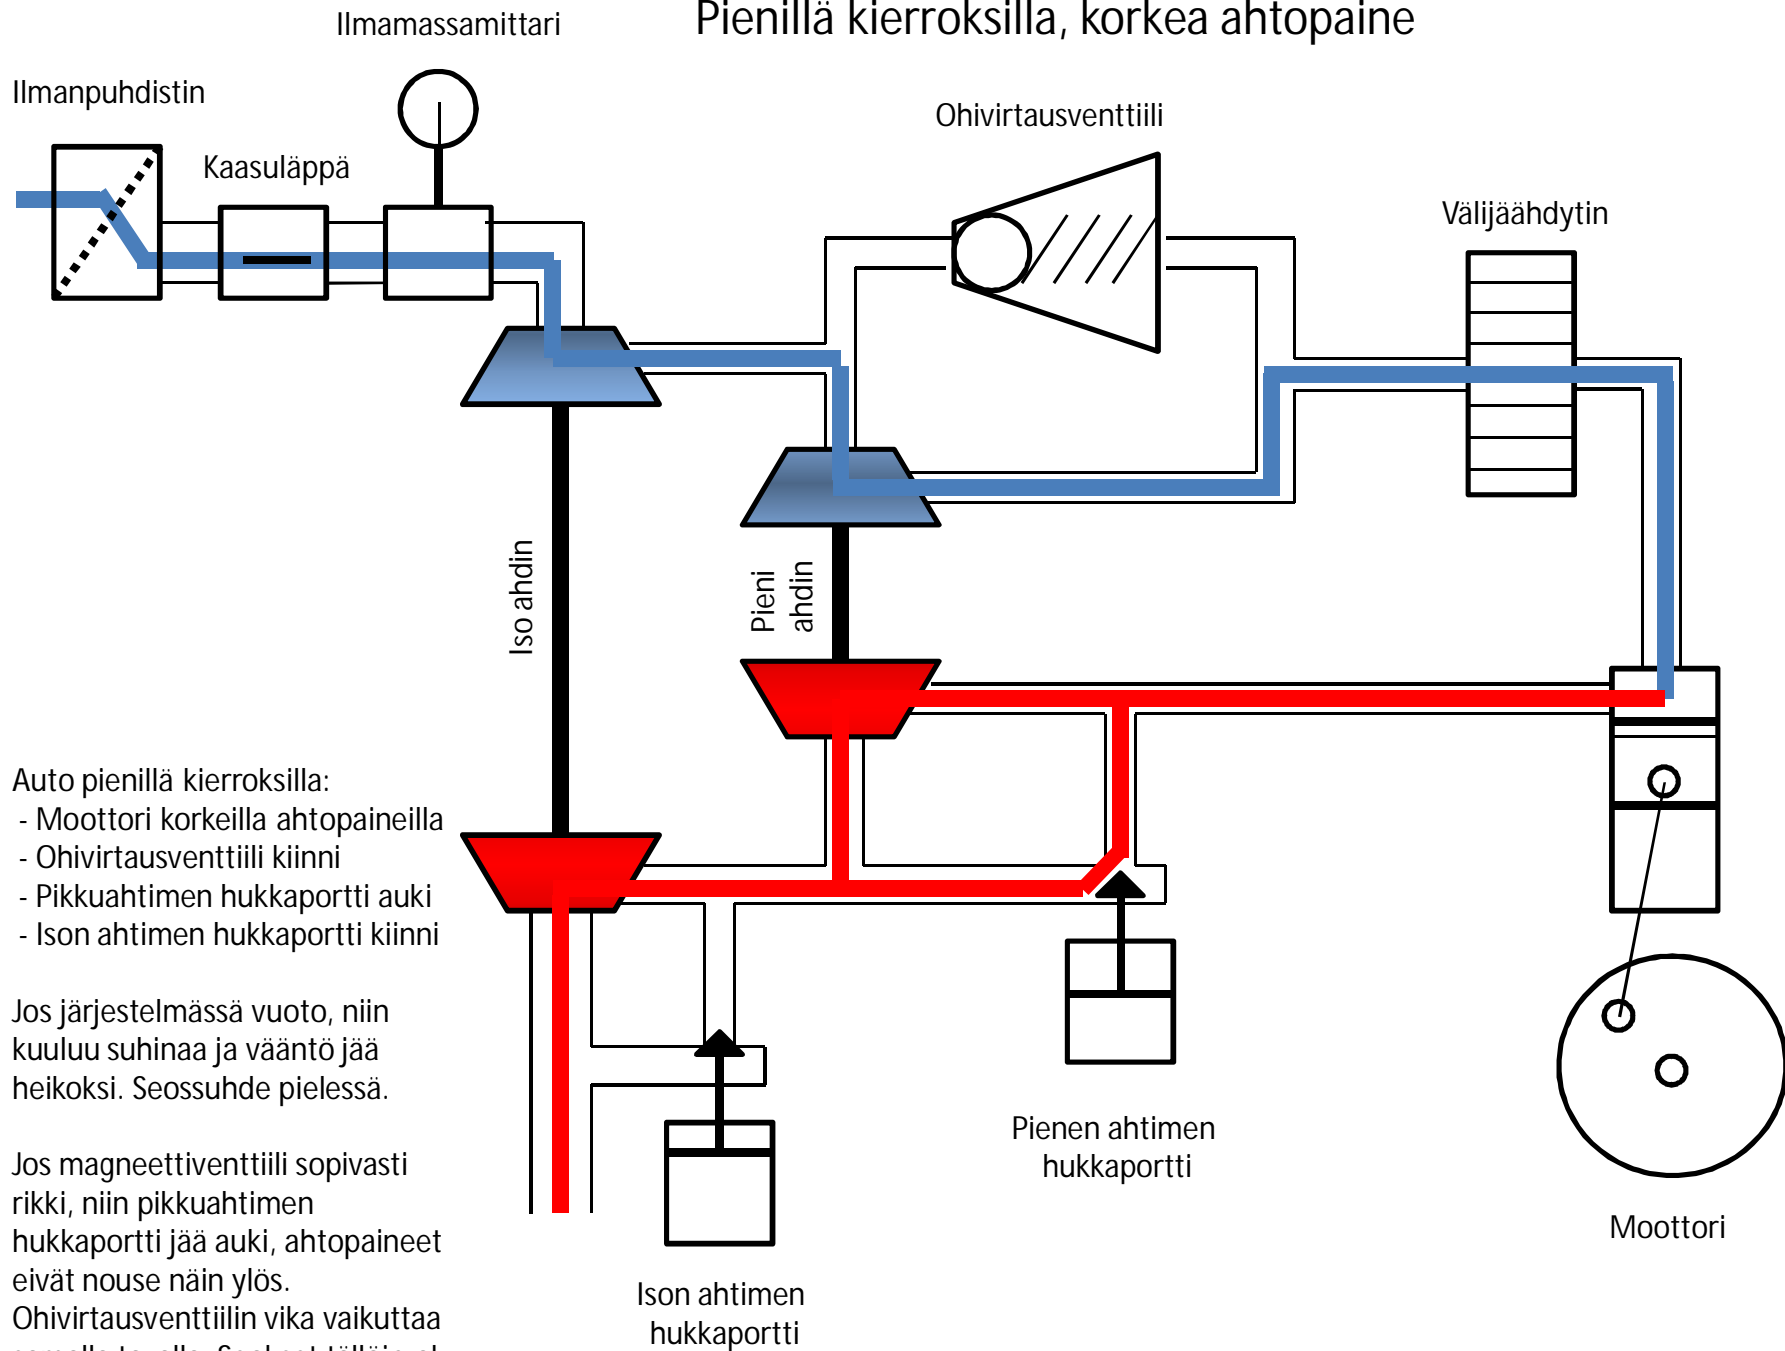 Pienillä kierroksilla, korkea ahtopaine
Ilmamassamittari
Ilmanpuhdistin
Kaasuläppä
Ohivirtausventtiili
Välijäähdytin
Iso ahdin
Pieni
ahdin
Auto pienillä kierroksilla:
- Moottori korkeilla ahtopaineilla
- Ohivirtausventtiili kiinni
- Pikkuahtimen hukkaportti auki
- Ison ahtimen hukkaportti kiinni
Jos järjestelmässä vuoto, niin
kuuluu suhinaa ja vääntö jää
heikoksi. Seossuhde pielessä.
Jos magneettiventtiili sopivasti
rikki, niin pikkuahtimen
hukkaportti jää auki, ahtopaineet
eivät nouse näin ylös.
Ohivirtausventtiilin vika vaikuttaa
Pienen ahtimen
hukkaportti
Ison ahtimen
hukkaportti
Moottori